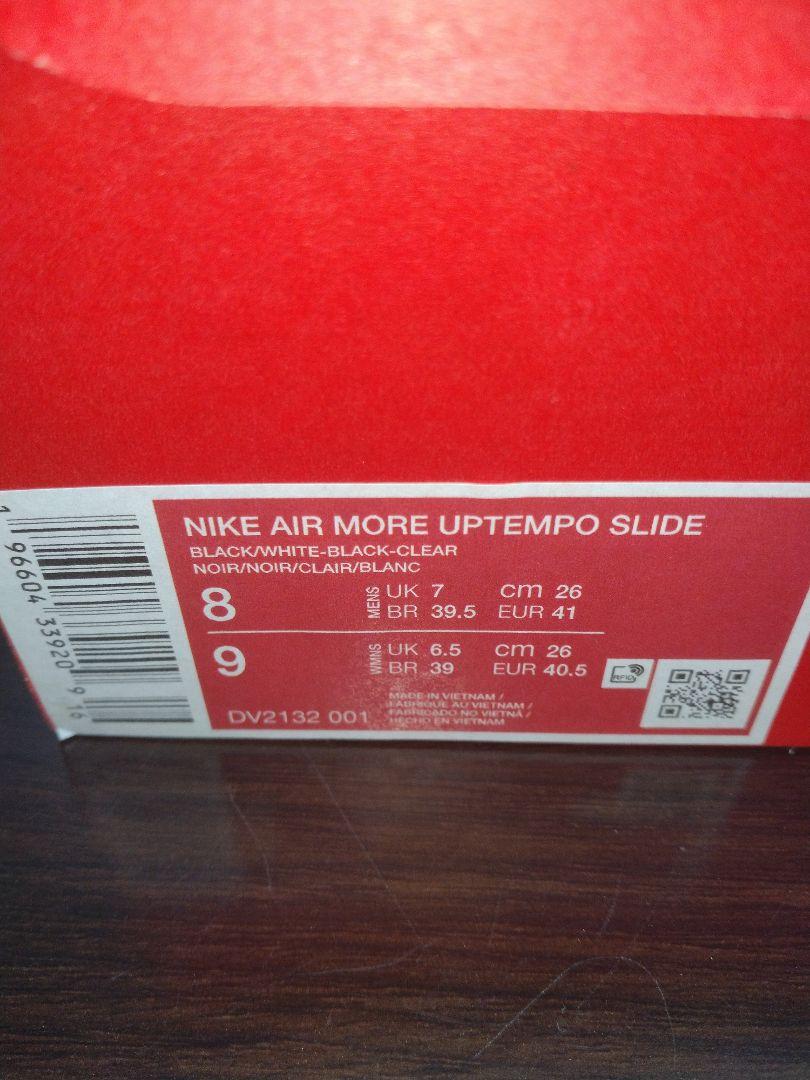 NIKE AIR MORE UPTEMPO SLIDE
BLACK/WHITE-BLACK-CLEAR
NOIR/NOIR/CLAIR/BLANC
8 MENS UK 7 cm 26
BR 39.5 EUR 41
9 WMNS UK 6.5 cm 26
BR 39 EUR 40.5
RFID
DV2132 001
MADE IN VIETNAM /
FABRIQUE AU VIETNAM /
FABRICADO NO VIETNÃ /
HECHO EN VIETNAM
1 96604 33920 9 16